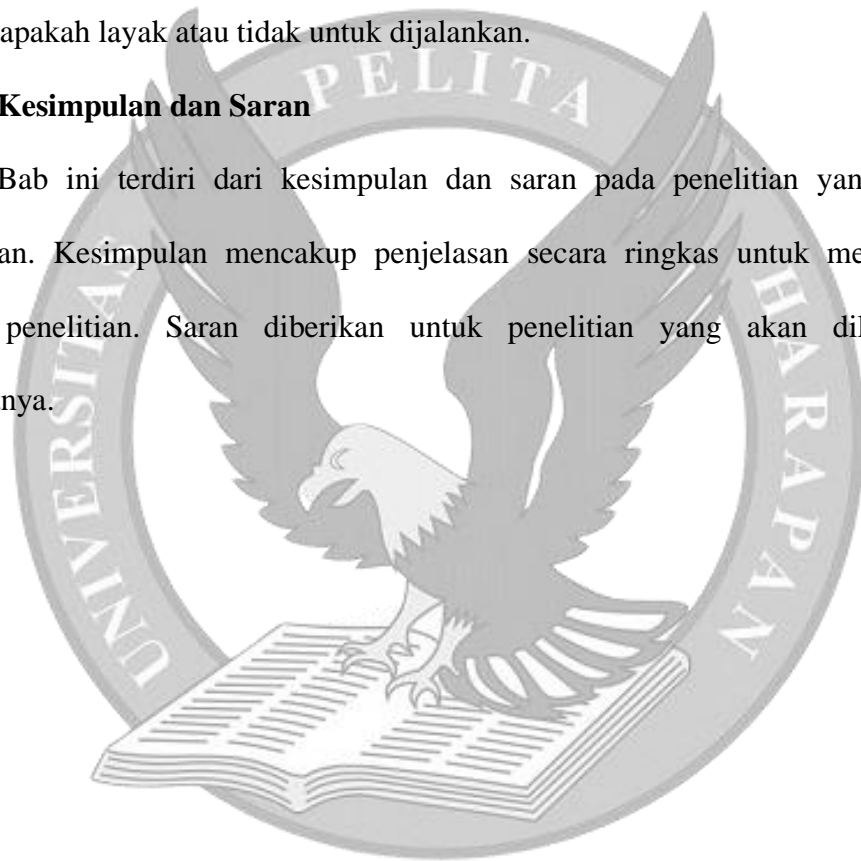 apakah layak atau tidak untuk dijalankan.
PELITA
Kesimpulan dan Saran
Bab ini terdiri dari kesimpulan dan saran pada penelitian yan
an. Kesimpulan mencakup penjelasan secara ringkas untuk me
penelitian. Saran diberikan untuk penelitian yang akan dil
nya.
UNIVERSITAS
HARAPAN